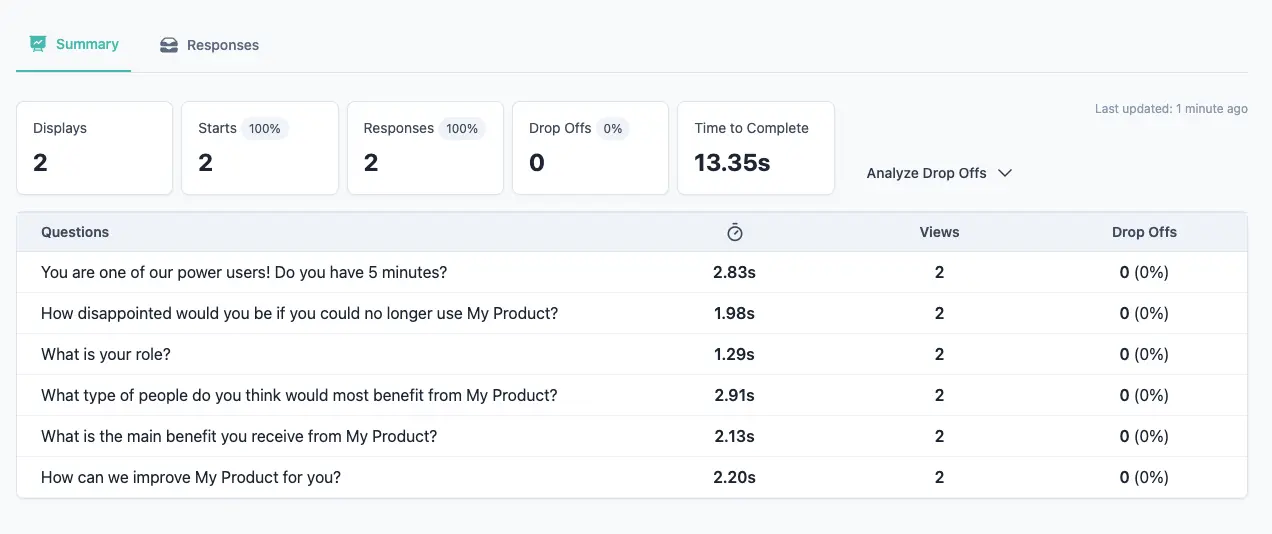 Summary Responses
Last updated: 1 minute ago
Displays Starts 100% Responses 100% Drop Offs 0% Time to Complete
2 2 2 0 13.35s
Analyze Drop Offs
Questions Views Drop Offs
You are one of our power users! Do you have 5 minutes? 2.83s 2 0 (0%)
How disappointed would you be if you could no longer use My Product? 1.98s 2 0 (0%)
What is your role? 1.29s 2 0 (0%)
What type of people do you think would most benefit from My Product? 2.91s 2 0 (0%)
What is the main benefit you receive from My Product? 2.13s 2 0 (0%)
How can we improve My Product for you? 2.20s 2 0 (0%)